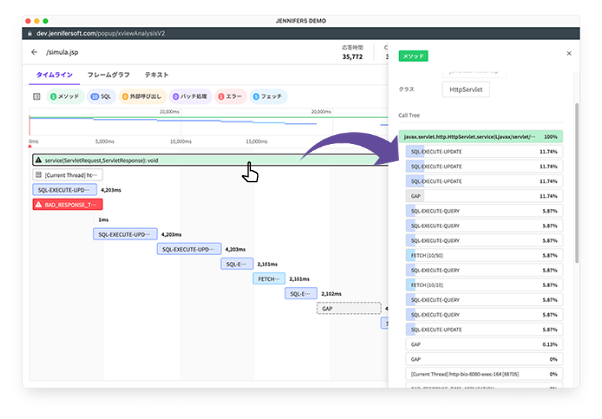 JENNIFER5 DEMO
dev.jennifersoft.com/popup/xviewAnalysisV2
/simula.jsp
応答時間
35,772
タイムライン フレームグラフ テキスト
1 メソッド 10 SQL 0 外部呼び出し 0 バッチ処理 2 エラー 5 フェッチ
10,000ms 20,000ms
0ms 5,000ms 10,000ms 15,000ms
service(ServletRequest,ServletResponse): void
[Current Thread] ht…
SQL-EXECUTE-UPD… 4,203ms
BAD_RESPONSE_T…
1ms
SQL-EXECUTE-UPD… 4,203ms
SQL-EXECUTE-UPD… 4,203ms
SQL-E… 2,101ms
FETCH… 2,101ms
SQL-E… 2,102ms
GAP
メソッド
クラス HttpServlet
Call Tree
javax.servlet.http.HttpServlet.service(Ljavax/servlet/… 100%
SQL-EXECUTE-UPDATE 11.74%
SQL-EXECUTE-UPDATE 11.74%
SQL-EXECUTE-UPDATE 11.74%
GAP 11.74%
SQL-EXECUTE-QUERY 5.87%
SQL-EXECUTE-QUERY 5.87%
SQL-EXECUTE-QUERY 5.87%
FETCH [10/50] 5.87%
SQL-EXECUTE-QUERY 5.87%
FETCH [10/10] 5.87%
SQL-EXECUTE-QUERY 5.87%
SQL-EXECUTE-QUERY 5.87%
SQL-EXECUTE-UPDATE 5.87%
GAP 0.13%
GAP 0%
[Current Thread] http-bio-8080-exec-164 [88705] 0%